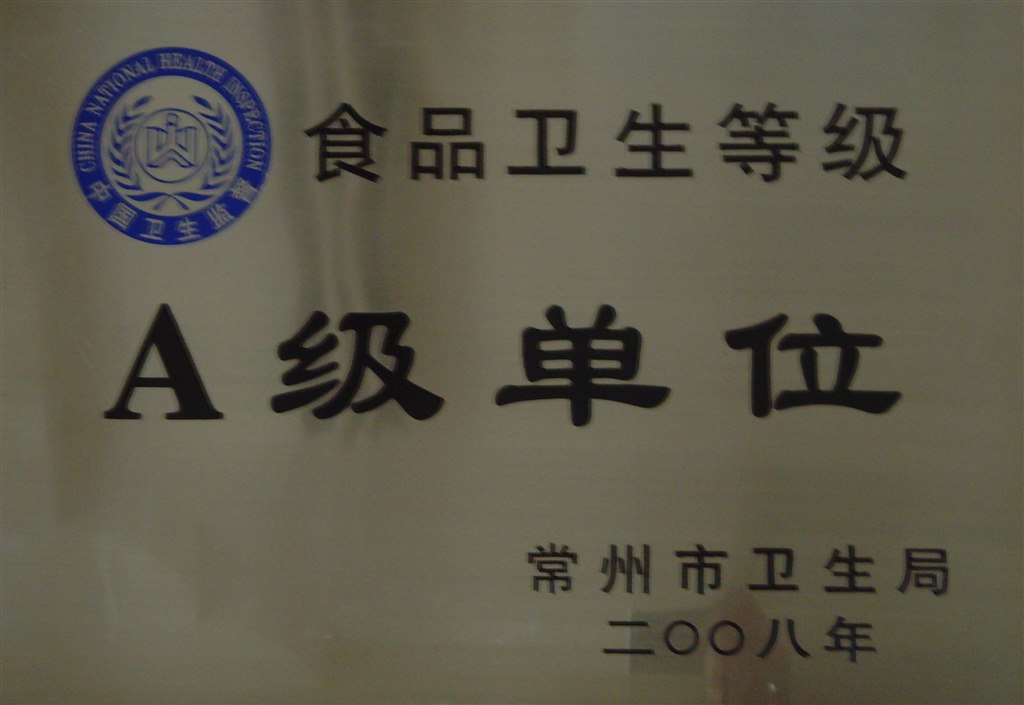 CHINA NATIONAL HEALTH INSPECTION
中国卫生监督
食品卫生等级
A级单位
常州市卫生局
二〇〇八年